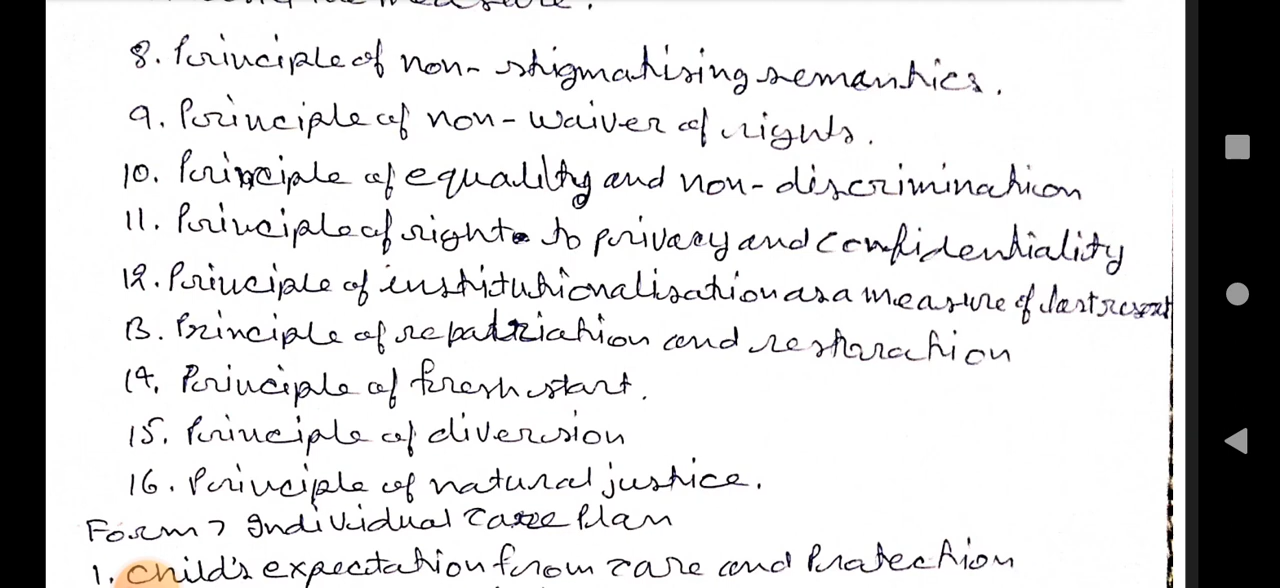 measure.
8. Principle of non-stigmatising semantics.
9. Principle of non-waiver of rights.
10. Principle of equality and non-discrimination
11. Principle of right to privacy and confidentiality
12. Principle of institutionalisation as a measure of last resort
13. Principle of repatriation and restoration
14. Principle of fresh start.
15. Principle of diversion
16. Principle of natural justice.
Form 7 Individual Care Plan
1. Child's expectation from care and Protection